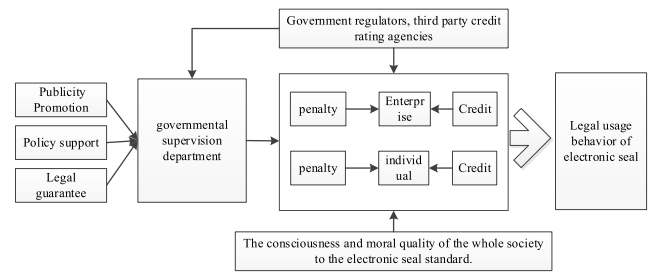 Government regulators, third party credit
rating agencies
Publicity
Promotion
Policy support
Legal
guarantee
governmental
supervision
department
penalty
Enterpr
ise
Credit
penalty
individ
ual
Credit
Legal usage
behavior of
electronic seal
The consciousness and moral quality of the whole society
to the electronic seal standard.